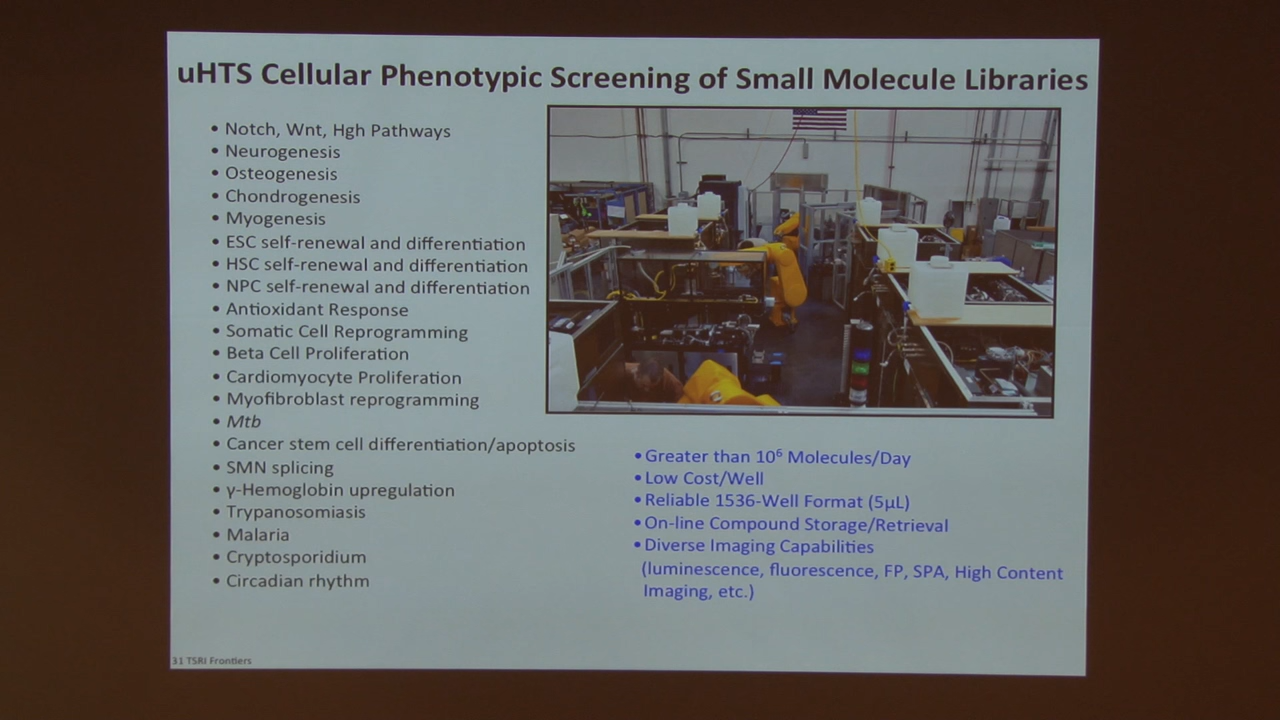 uHTS Cellular Phenotypic Screening of Small Molecule Libraries
• Notch, Wnt, Hgh Pathways
• Neurogenesis
• Osteogenesis
• Chondrogenesis
• Myogenesis
• ESC self-renewal and differentiation
• HSC self-renewal and differentiation
• NPC self-renewal and differentiation
• Antioxidant Response
• Somatic Cell Reprogramming
• Beta Cell Proliferation
• Cardiomyocyte Proliferation
• Myofibroblast reprogramming
• Mtb
• Cancer stem cell differentiation/apoptosis
• SMN splicing
• γ-Hemoglobin upregulation
• Trypanosomiasis
• Malaria
• Cryptosporidium
• Circadian rhythm
• Greater than 10⁶ Molecules/Day
• Low Cost/Well
• Reliable 1536-Well Format (5µL)
• On-line Compound Storage/Retrieval
• Diverse Imaging Capabilities
(luminescence, fluorescence, FP, SPA, High Content
Imaging, etc.)
31 TSRI Frontiers